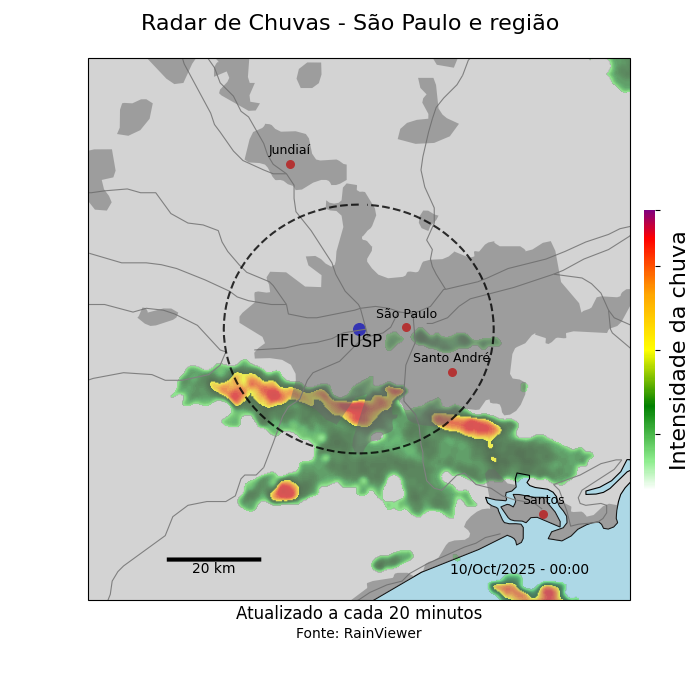 Radar de Chuvas - São Paulo e região
Jundiaí
São Paulo
IFUSP
Santo André
Intensidade da chuva
Santos
20 km
10/Oct/2025 - 00:00
Atualizado a cada 20 minutos
Fonte: RainViewer